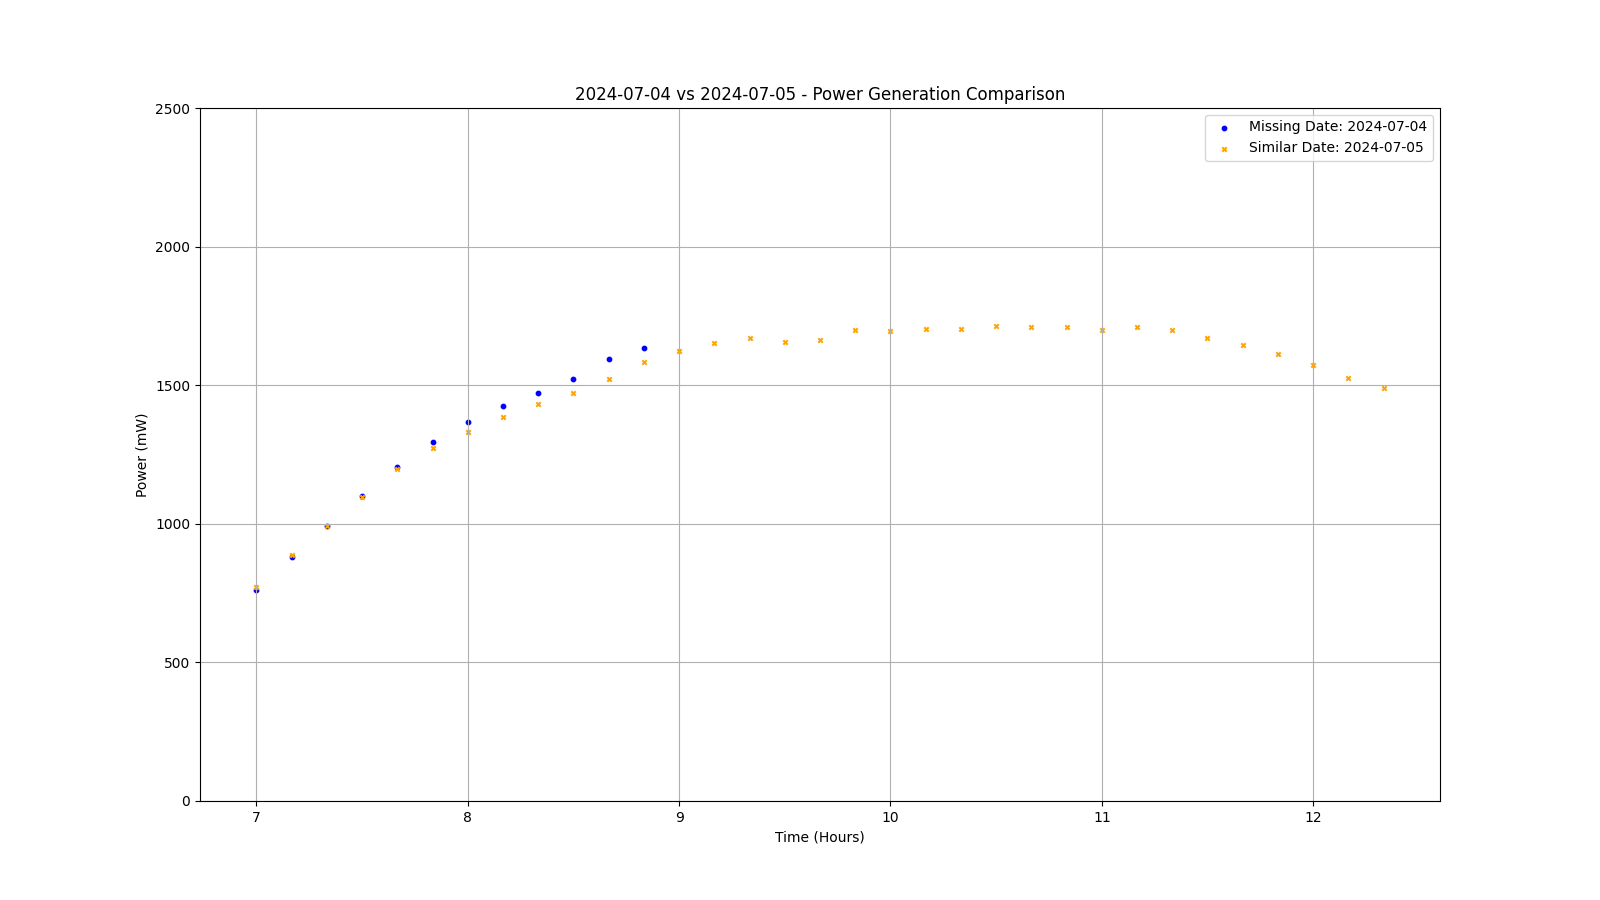 2024-07-04 vs 2024-07-05 - Power Generation Comparison
Missing Date: 2024-07-04
Similar Date: 2024-07-05
2500
2000
1500
1000
500
0
Power (mW)
7 8 9 10 11 12
Time (Hours)